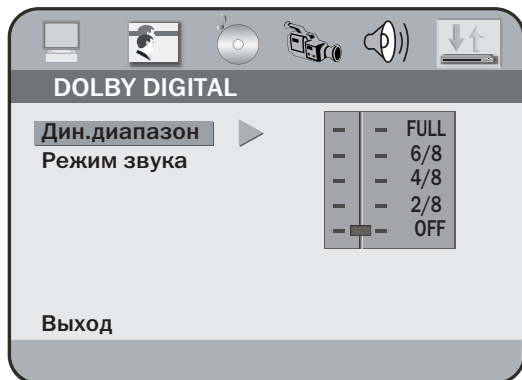 DOLBY DIGITAL
Дин.диапазон
Режим звука
FULL
6/8
4/8
2/8
OFF
Выход